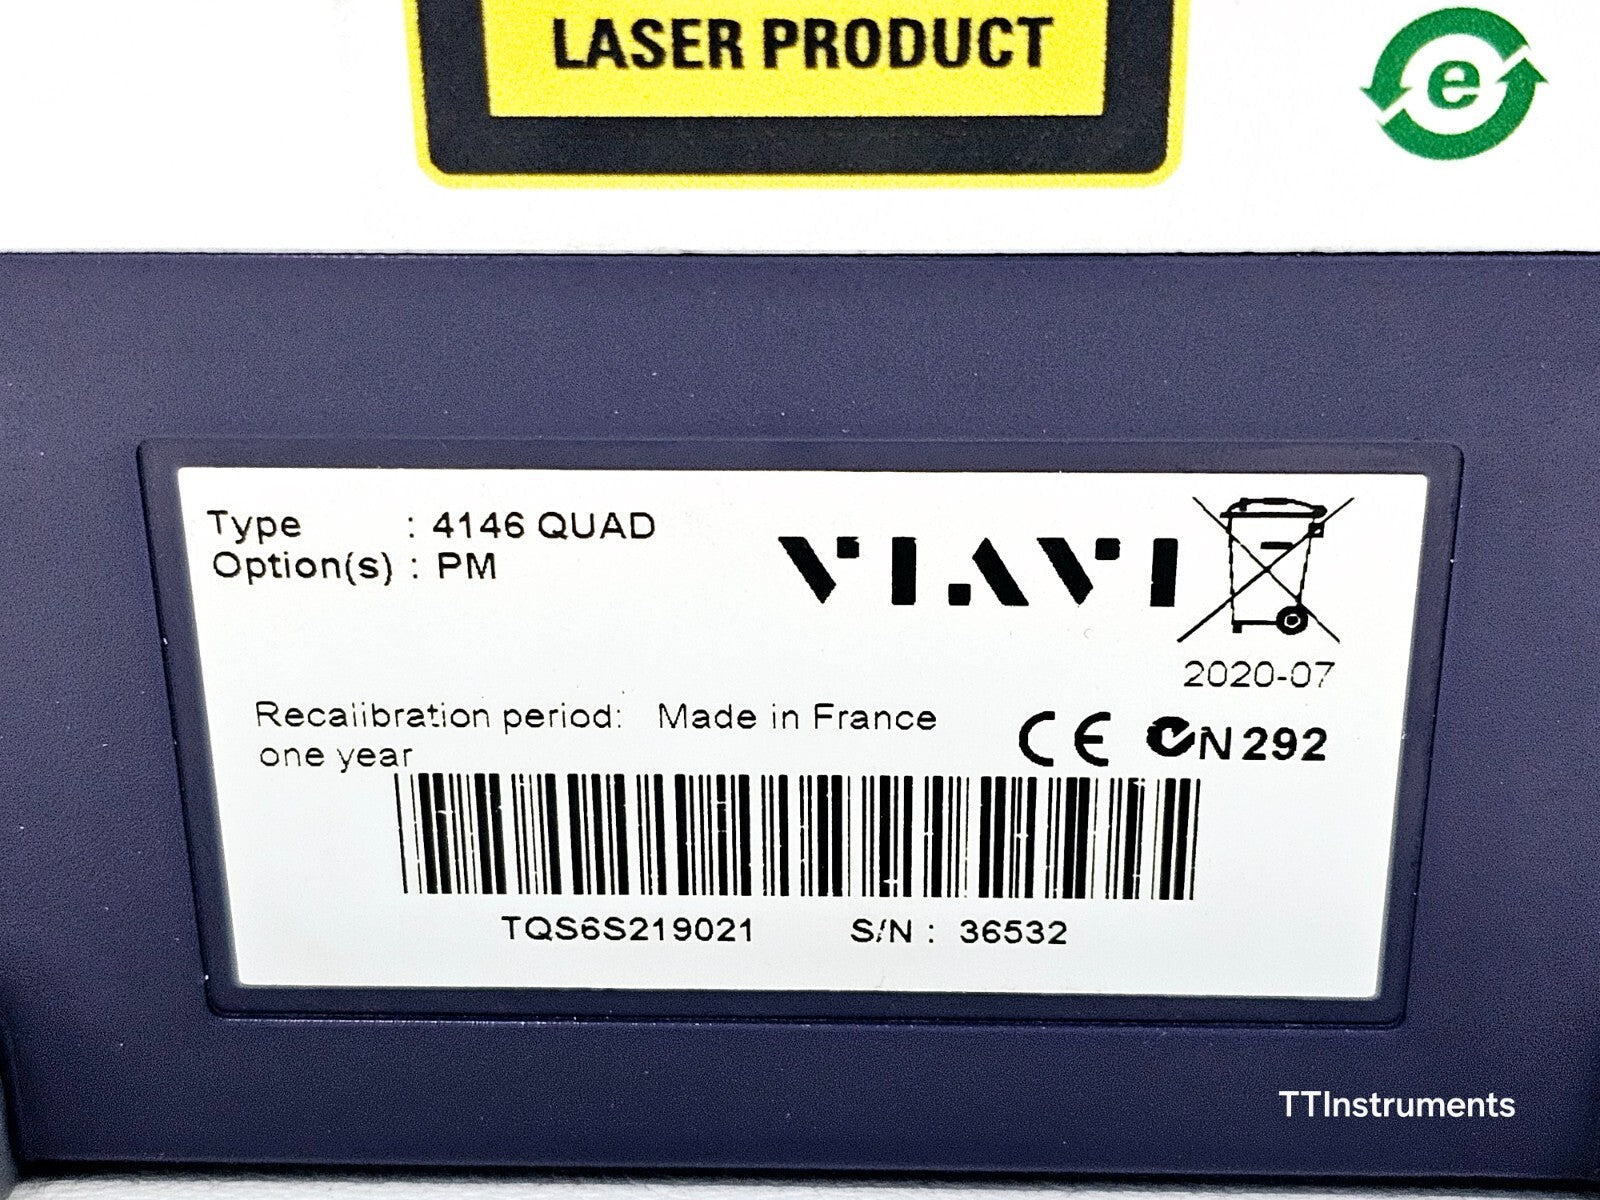 LASER PRODUCT
e
Type : 4146 QUAD
Option(s) : PM
VIAVI
2020-07
Recalibration period: Made in France
one year
CE N292
TQS6S219021 S/N : 36532
TTInstruments